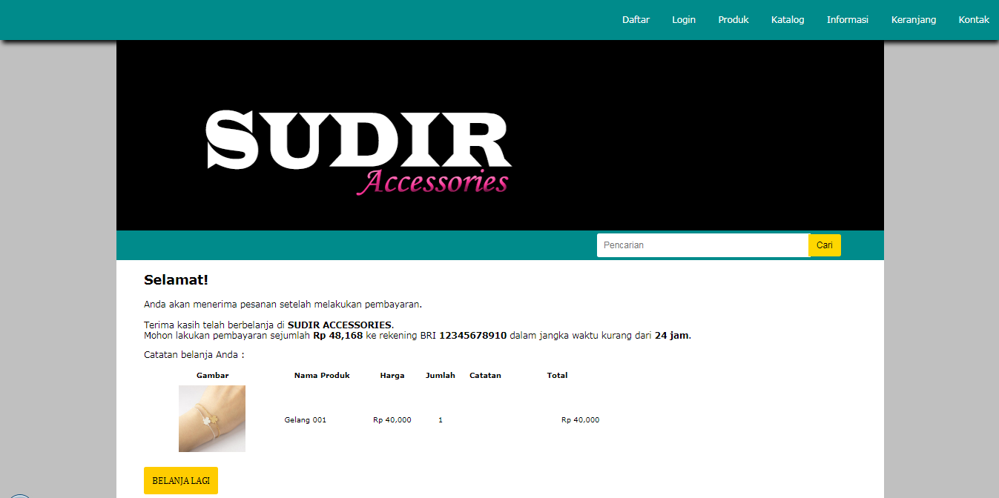 Daftar Login Produk Katalog Informasi Keranjang Kontak
SUDIR
Accessories
Pencarian Cari
Selamat!
Anda akan menerima pesanan setelah melakukan pembayaran.
Terima kasih telah berbelanja di SUDIR ACCESSORIES.
Mohon lakukan pembayaran sejumlah Rp 48,168 ke rekening BRI 12345678910 dalam jangka waktu kurang dari 24 jam.
Catatan belanja Anda :
Gambar Nama Produk Harga Jumlah Catatan Total
Gelang 001 Rp 40,000 1 Rp 40,000
BELANJA LAGI